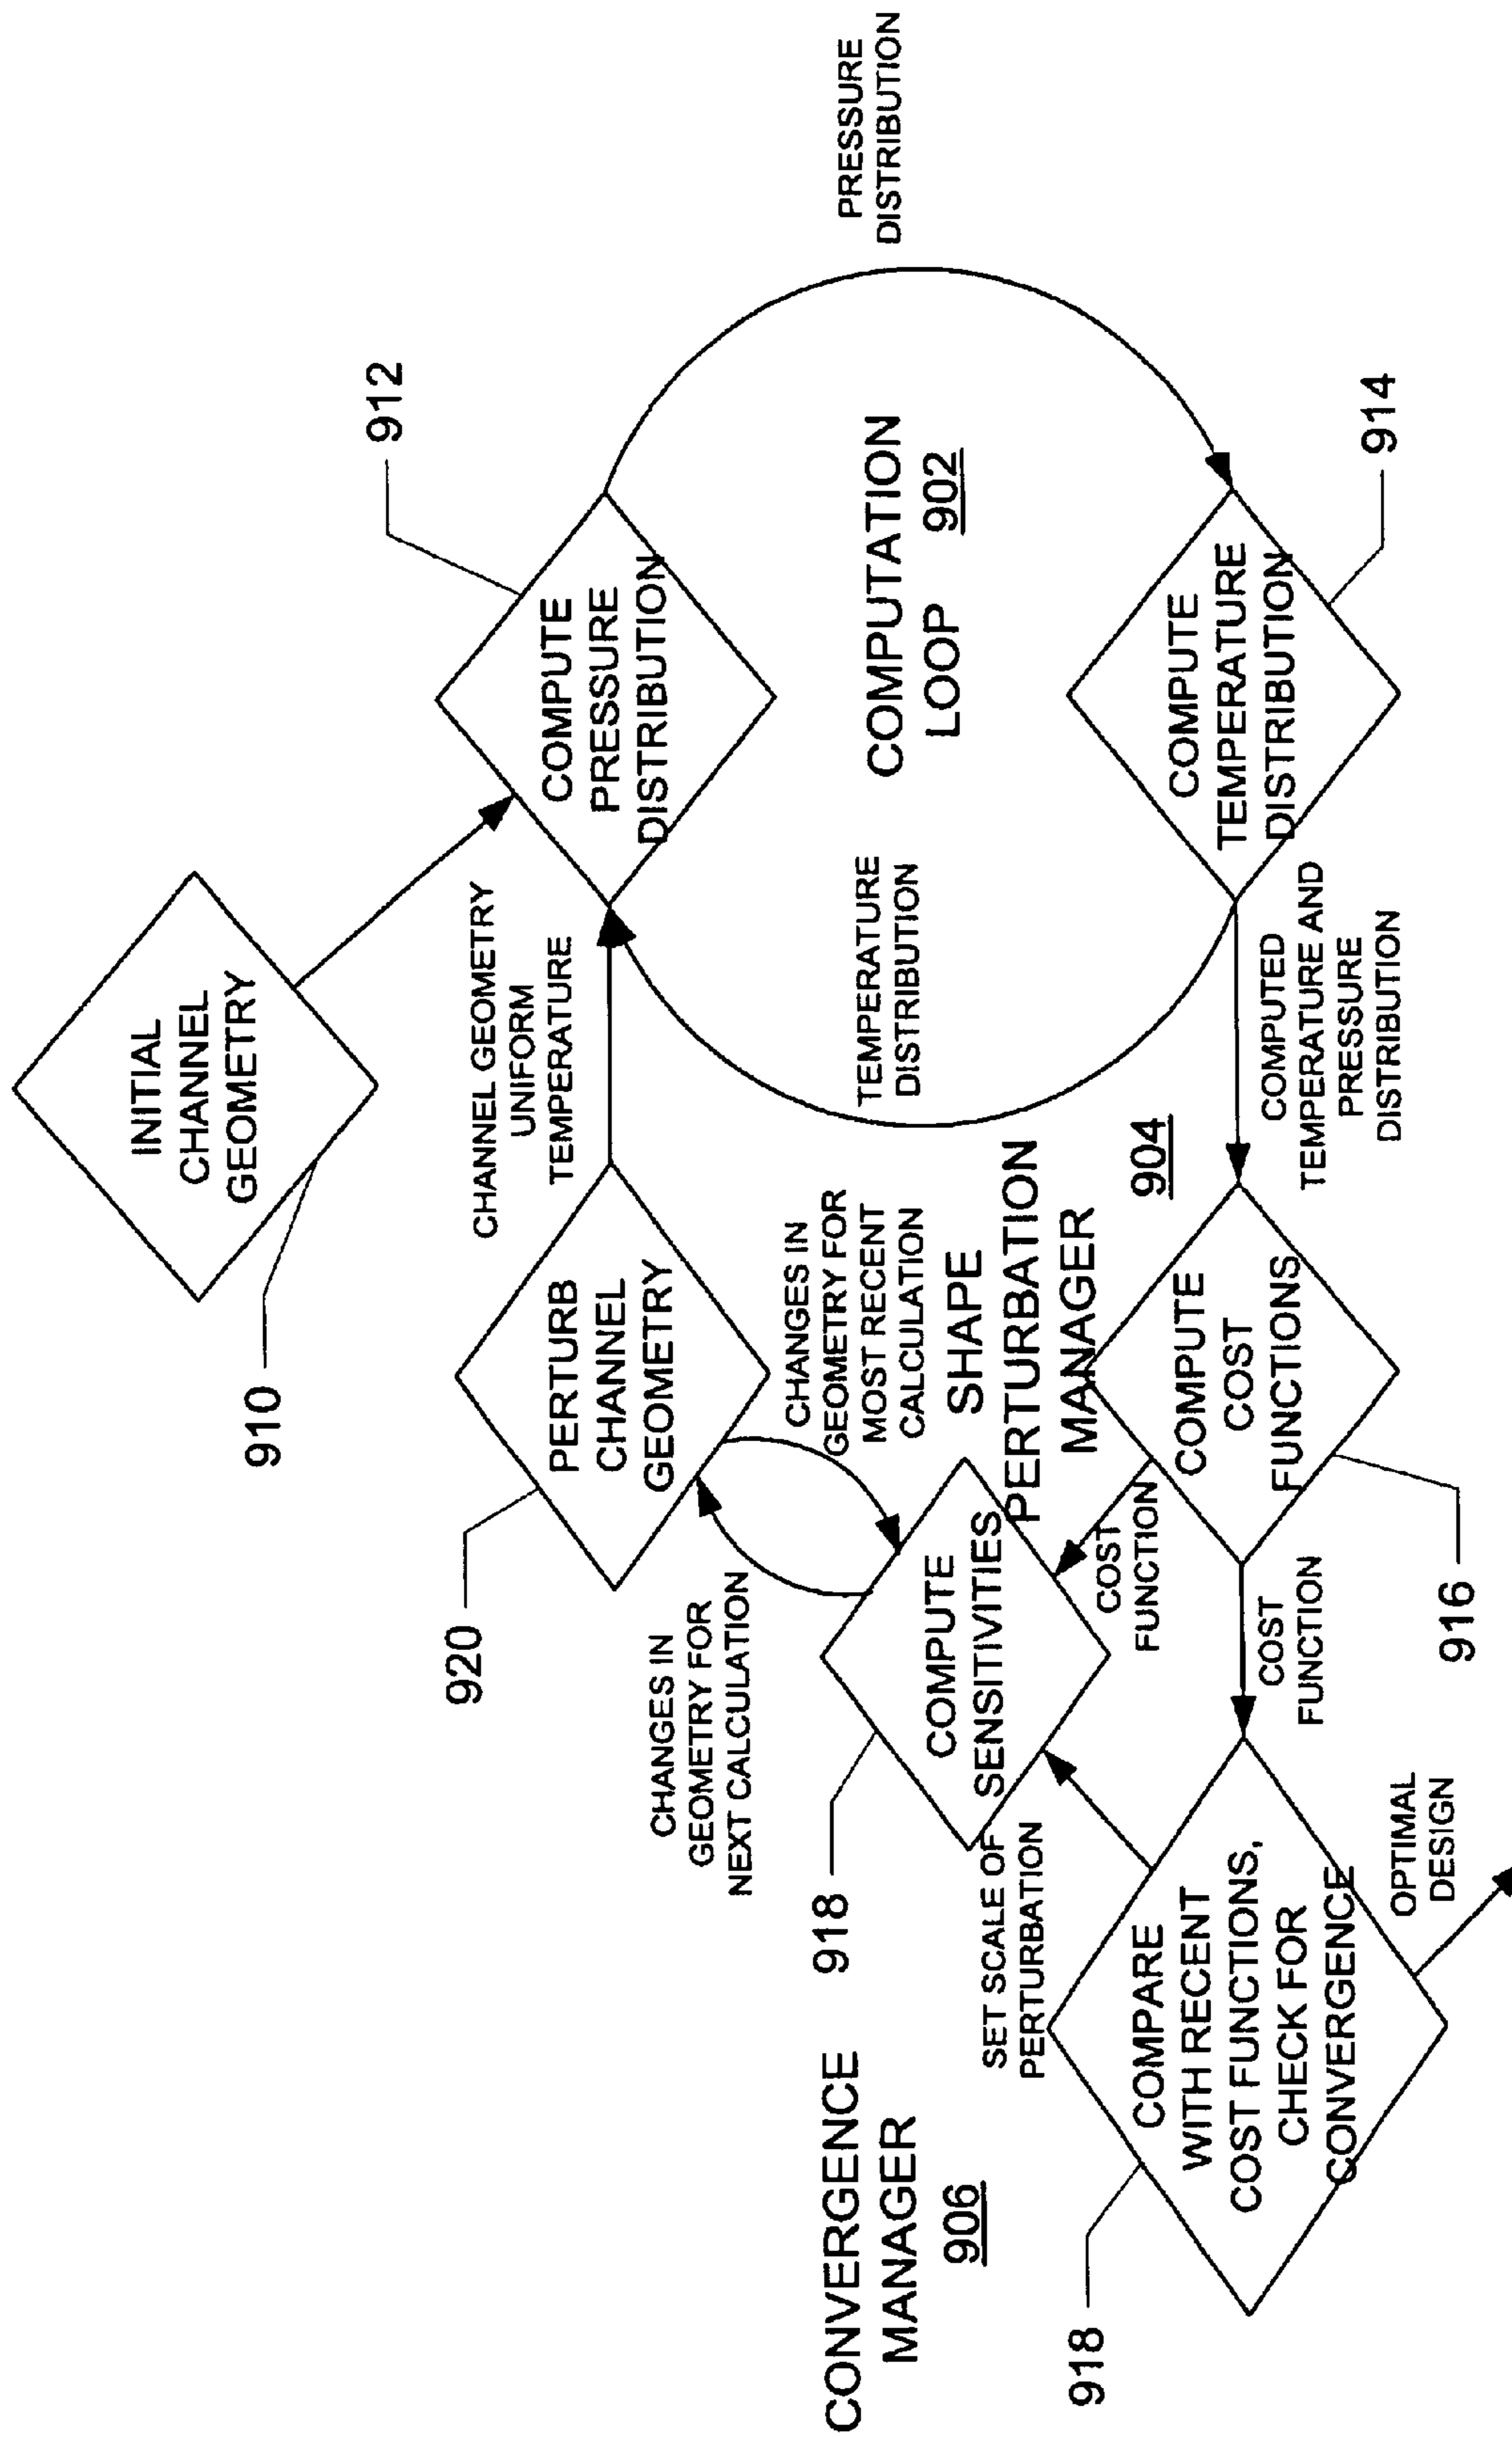 INITIAL
CHANNEL
GEOMETRY
910
912
COMPUTE
PRESSURE
DISTRIBUTION
PRESSURE
DISTRIBUTION
CHANNEL GEOMETRY
UNIFORM
TEMPERATURE
920
PERTURB
CHANNEL
GEOMETRY
CHANGES IN
GEOMETRY FOR
NEXT CALCULATION
CHANGES IN
GEOMETRY FOR
MOST RECENT
CALCULATION
TEMPERATURE
DISTRIBUTION
COMPUTATION
LOOP 902
CONVERGENCE
MANAGER
906
918
COMPUTE
SENSITIVITIES
SHAPE
PERTURBATION
MANAGER
904
SET SCALE OF
PERTURBATION
COST
FUNCTION
918
COMPARE
WITH RECENT
COST FUNCTIONS,
CHECK FOR
CONVERGENCE
COST
FUNCTION
COMPUTE
COST
FUNCTIONS
916
COMPUTED
TEMPERATURE AND
PRESSURE
DISTRIBUTION
COMPUTE
TEMPERATURE
DISTRIBUTION
914
OPTIMAL
DESIGN